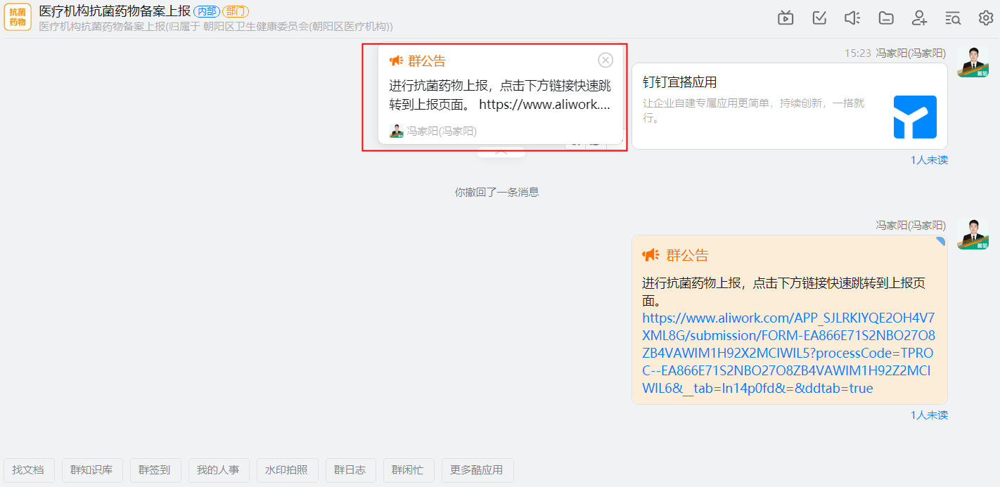 抗菌
药物
医疗机构抗菌药物备案上报 内部 部门
医疗机构抗菌药物备案上报(归属于 朝阳区卫生健康委员会(朝阳区医疗机构))
群公告
进行抗菌药物上报，点击下方链接快速跳
转到上报页面。 https://www.aliwork....
冯家阳(冯家阳)
15:23 冯家阳(冯家阳)
钉钉宜搭应用
让企业自建专属应用更简单，持续创新，一搭就
行。
1人未读
你撤回了一条消息
冯家阳(冯家阳)
群公告
进行抗菌药物上报，点击下方链接快速跳转到上报页
面。
https://www.aliwork.com/APP_SJLRKIYQE2OH4V7
XML8G/submission/FORM-EA866E71S2NBO27O8
ZB4VAWIM1H92X2MCIWIL5?processCode=TPRO
C--EA866E71S2NBO27O8ZB4VAWIM1H92Z2MCI
WIL6&__tab=ln14p0fd&=&ddtab=true
1人未读
找文档 群知识库 群签到 我的人事 水印拍照 群日志 群闲忙 更多酷应用